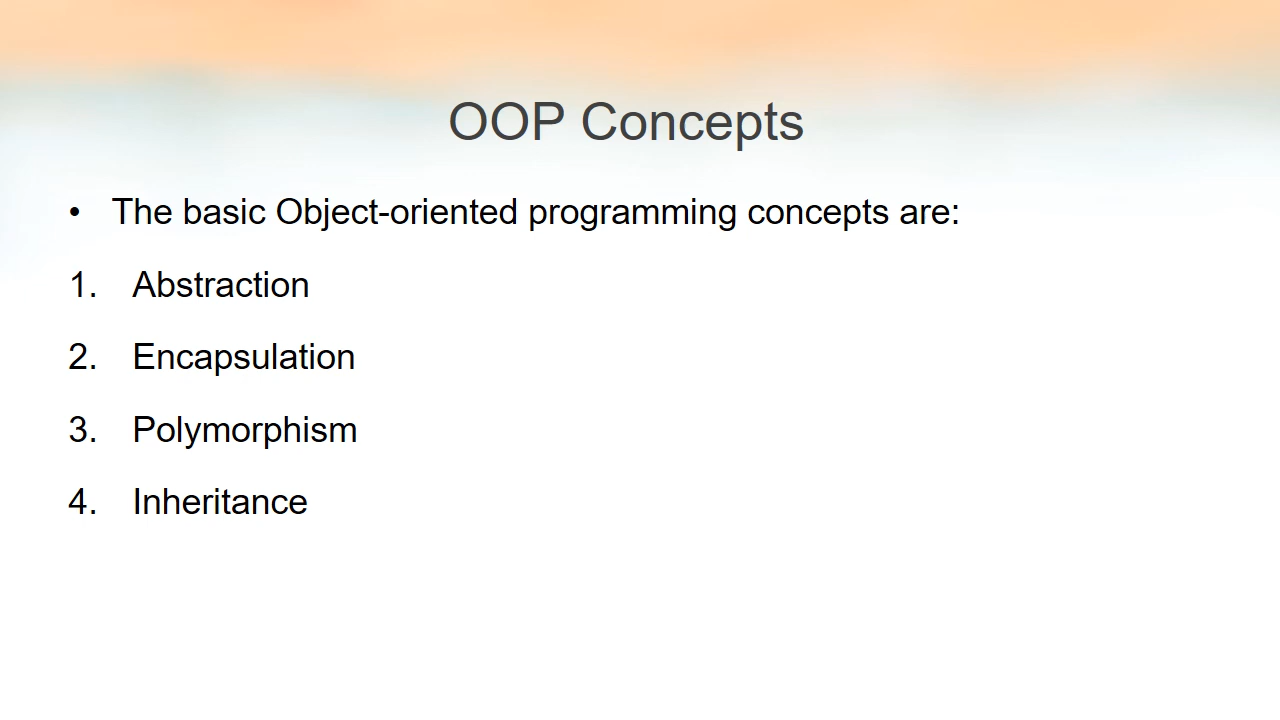 OOP Concepts
• The basic Object-oriented programming concepts are:
1. Abstraction
2. Encapsulation
3. Polymorphism
4. Inheritance